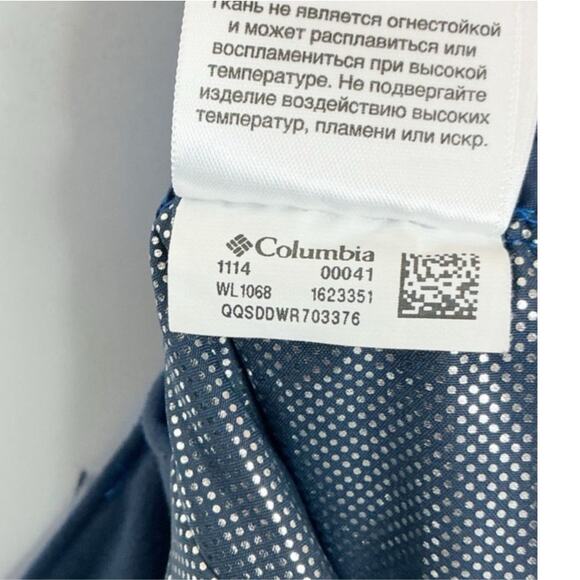 Ткань не является огнестойкой
и может расплавиться или
воспламениться при высокой
температуре. Не подвергайте
изделие воздействию высоких
температур, пламени или искр.
Columbia
1114 00041
WL1068 1623351
QQSDDWR703376